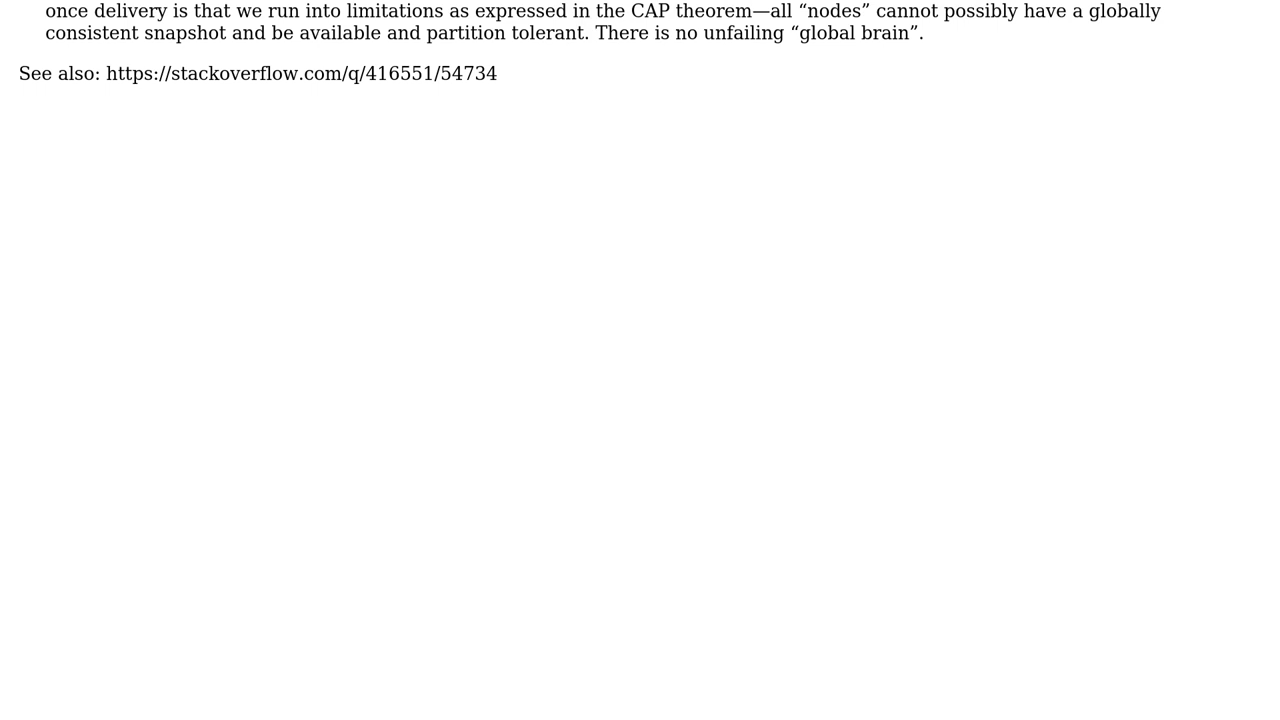 once delivery is that we run into limitations as expressed in the CAP theorem—all “nodes” cannot possibly have a globally
consistent snapshot and be available and partition tolerant. There is no unfailing “global brain”.
See also: https://stackoverflow.com/q/416551/54734